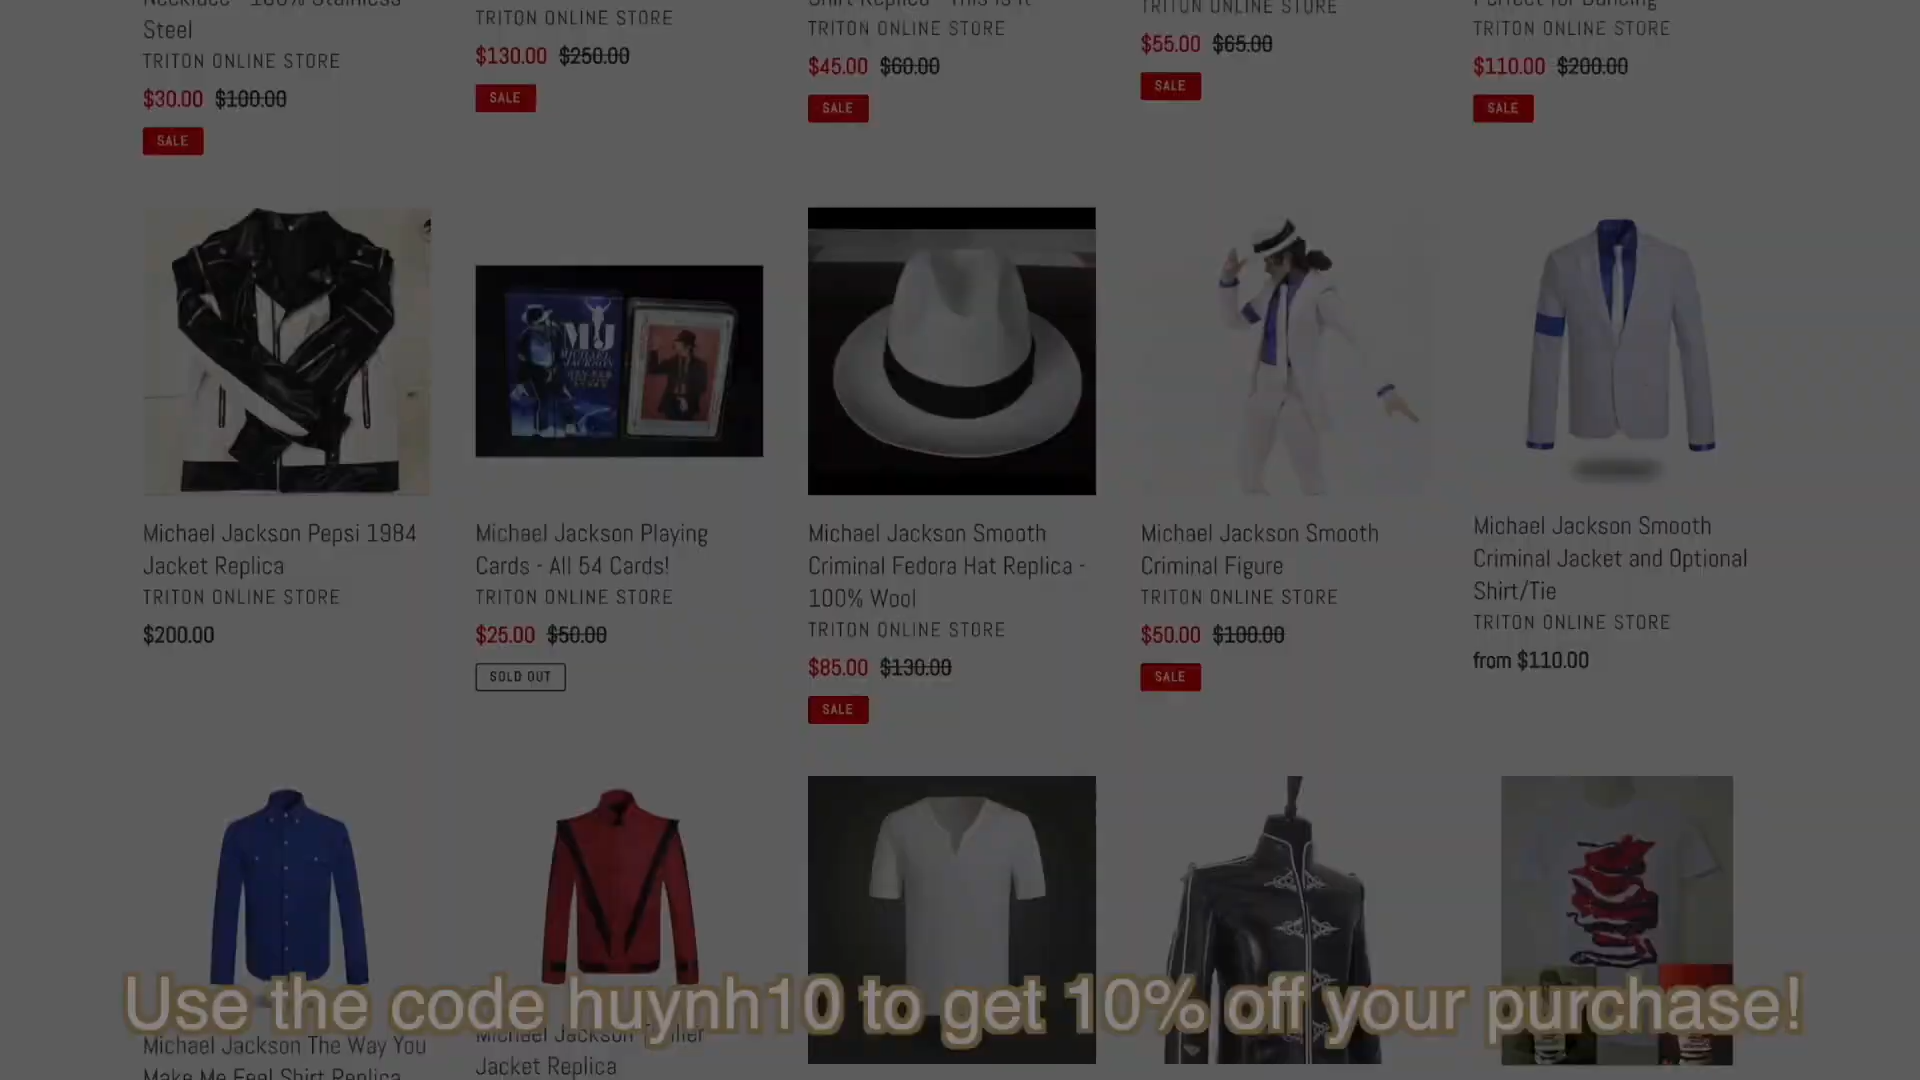 Steel
TRITON ONLINE STORE
$30.00 $100.00
SALE
TRITON ONLINE STORE
$130.00 $250.00
SALE
TRITON ONLINE STORE
$45.00 $60.00
SALE
TRITON ONLINE STORE
$55.00 $65.00
SALE
TRITON ONLINE STORE
$110.00 $200.00
SALE
Michael Jackson Pepsi 1984
Jacket Replica
TRITON ONLINE STORE
$200.00
MJ
MICHAEL
JACKSON
Michael Jackson Playing
Cards - All 54 Cards!
TRITON ONLINE STORE
$25.00 $50.00
SOLD OUT
Michael Jackson Smooth
Criminal Fedora Hat Replica -
100% Wool
TRITON ONLINE STORE
$85.00 $130.00
SALE
Michael Jackson Smooth
Criminal Figure
TRITON ONLINE STORE
$50.00 $100.00
SALE
Michael Jackson Smooth
Criminal Jacket and Optional
Shirt/Tie
TRITON ONLINE STORE
from $110.00
Use the code huynh10 to get 10% off your purchase!
Michael Jackson The Way You
Make Me Feel Shirt Replica
Michael Jackson Thriller
Jacket Replica